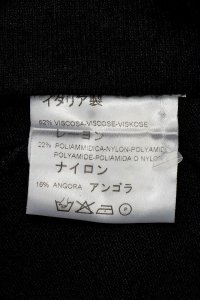 イタリア製
62% VISCOSA-VISCOSE-VISKOSE
レーヨン
22% POLIAMMIDICA-NYLON-POLYAMIDE
POLYAMIDE-POLIAMIDA O NYLON
ナイロン
16% ANGORA アンゴラ